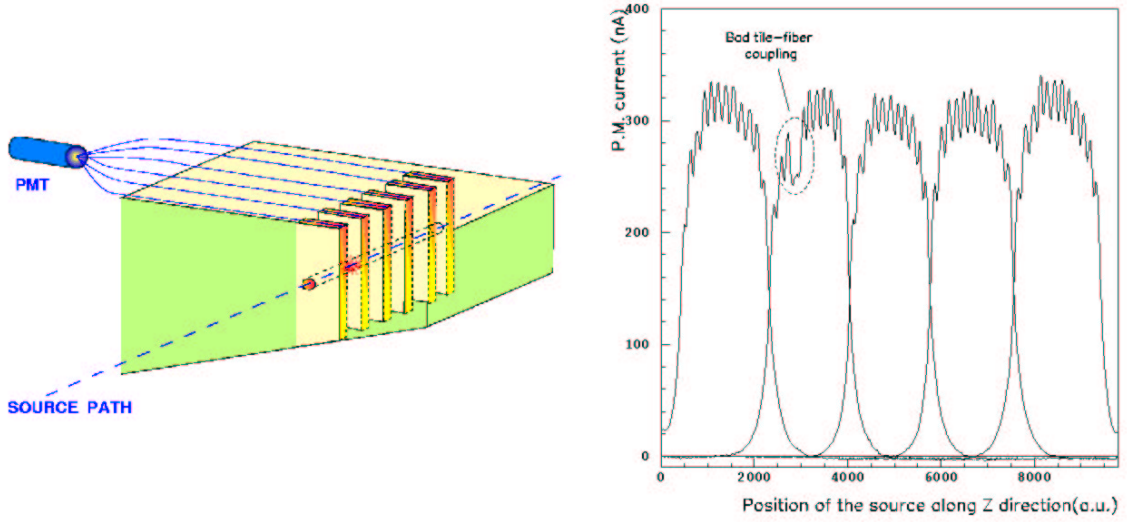 PMT
SOURCE PATH
P.M. current (nA)
400
300
200
100
0
Bad tile-fiber
coupling
0
2000
4000
6000
8000
Position of the source along Z direction(a.u.)